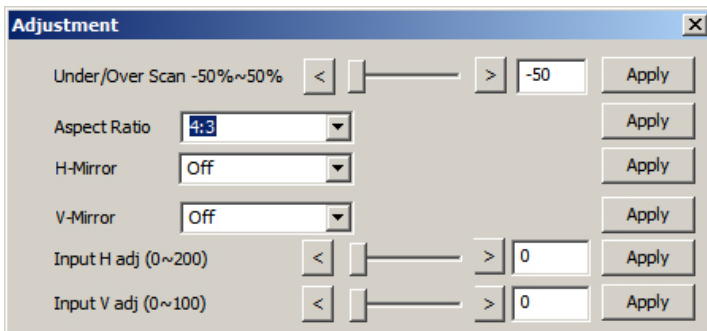 Adjustment
Under/Over Scan -50%~50% < > -50 Apply
Aspect Ratio 4:3 Apply
H-Mirror Off Apply
V-Mirror Off Apply
Input H adj (0~200) < > 0 Apply
Input V adj (0~100) < > 0 Apply